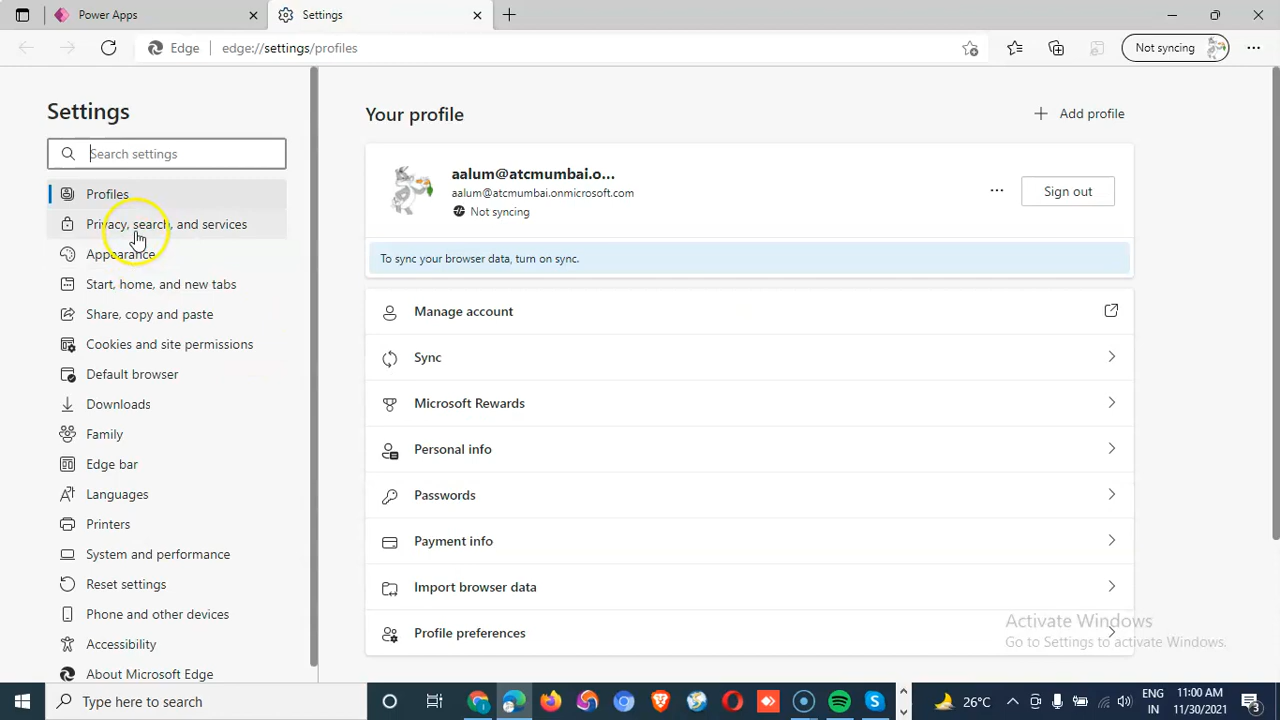 Power Apps
Settings
Edge
edge://settings/profiles
Not syncing
Settings
Search settings
Profiles
Privacy, search, and services
Appearance
Start, home, and new tabs
Share, copy and paste
Cookies and site permissions
Default browser
Downloads
Family
Edge bar
Languages
Printers
System and performance
Reset settings
Phone and other devices
Accessibility
About Microsoft Edge
Your profile
Add profile
aalum@atcmumbai.o...
aalum@atcmumbai.onmicrosoft.com
Not syncing
Sign out
To sync your browser data, turn on sync.
Manage account
Sync
Microsoft Rewards
Personal info
Passwords
Payment info
Import browser data
Profile preferences
Activate Windows
Go to Settings to activate Windows.
Type here to search
26°C
ENG
IN
11:00 AM
11/30/2021
3